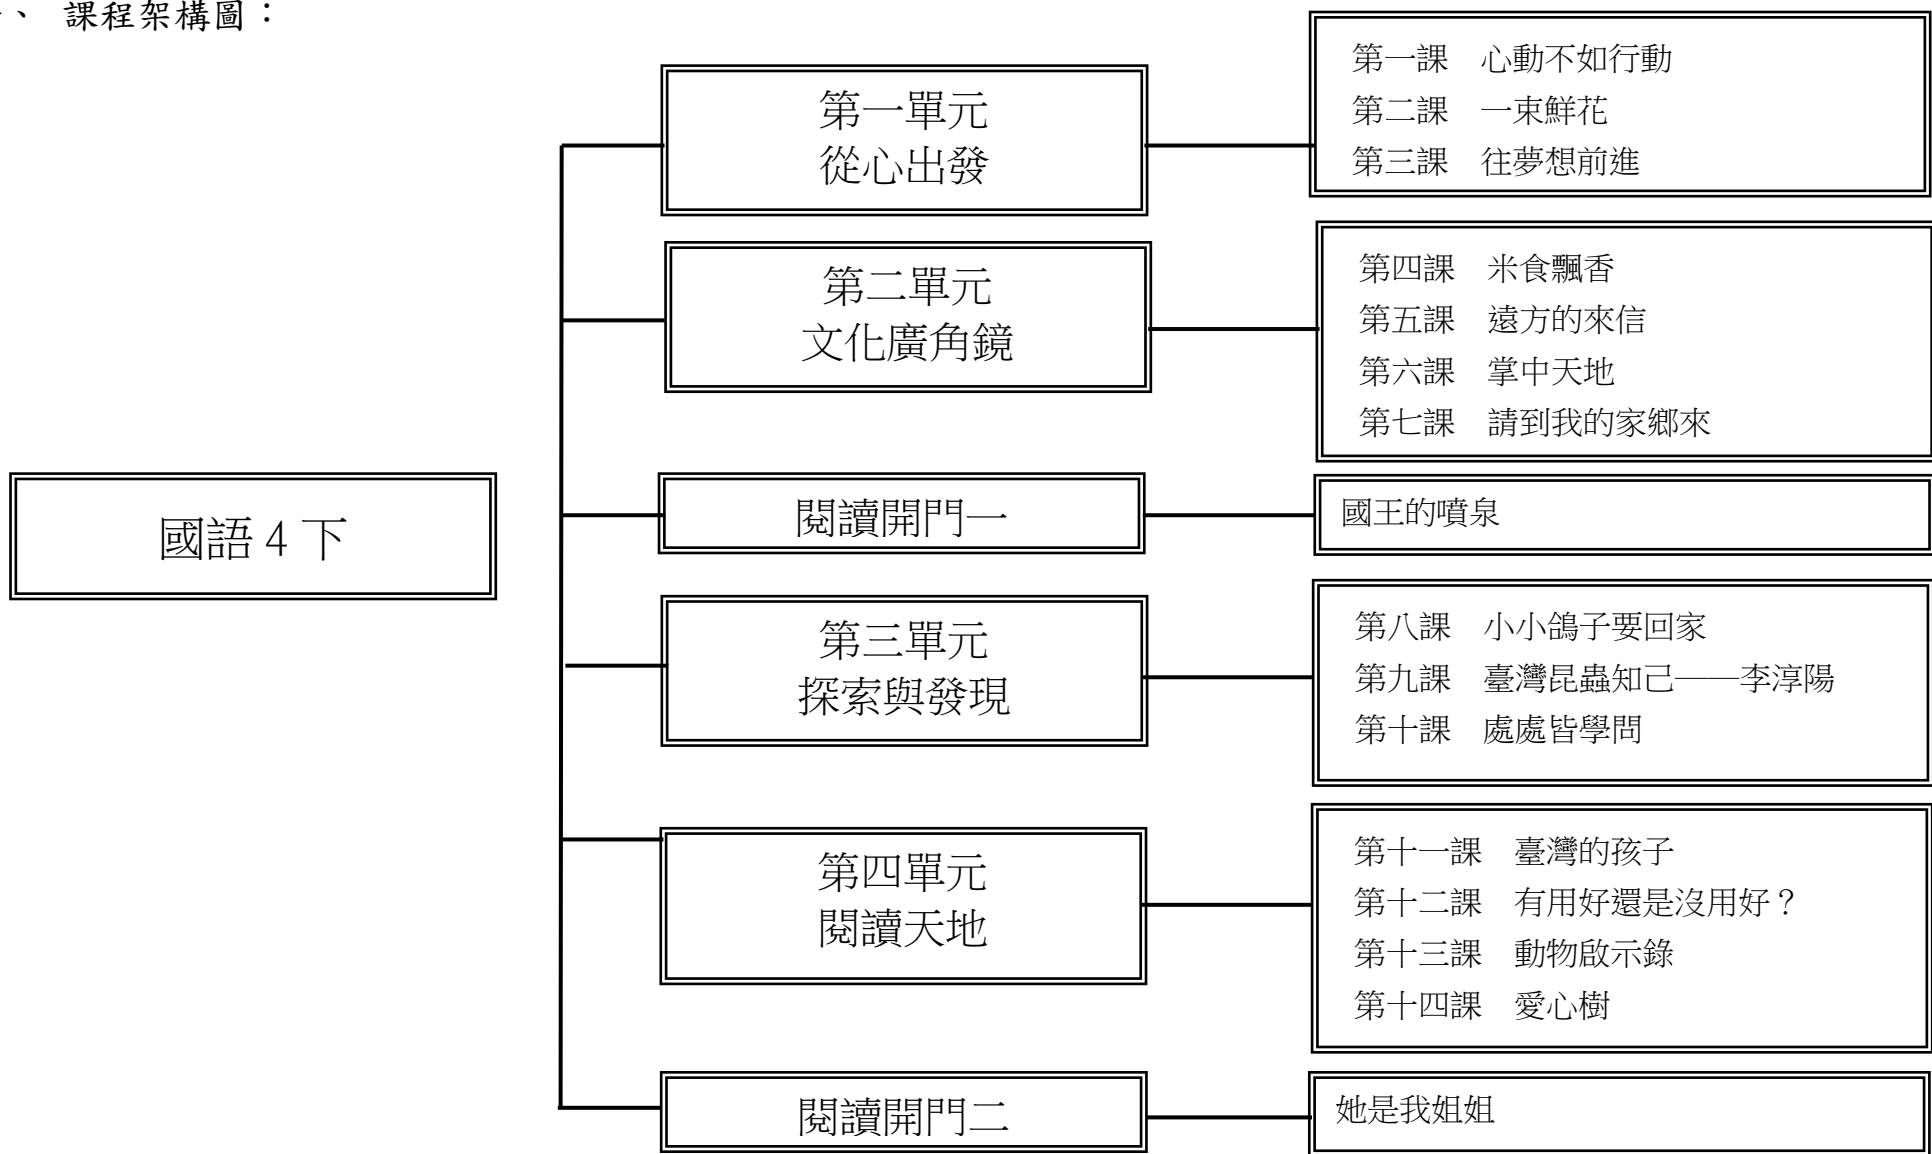 、 課程架構圖：
國語 4 下
第一單元
從心出發
第一課 心動不如行動
第二課 一束鮮花
第三課 往夢想前進
第二單元
文化廣角鏡
第四課 米食飄香
第五課 遠方的來信
第六課 掌中天地
第七課 請到我的家鄉來
閱讀開門一
國王的噴泉
第三單元
探索與發現
第八課 小小鴿子要回家
第九課 臺灣昆蟲知己——李淳陽
第十課 處處皆學問
第四單元
閱讀天地
第十一課 臺灣的孩子
第十二課 有用好還是沒用好？
第十三課 動物啟示錄
第十四課 愛心樹
閱讀開門二
她是我姐姐